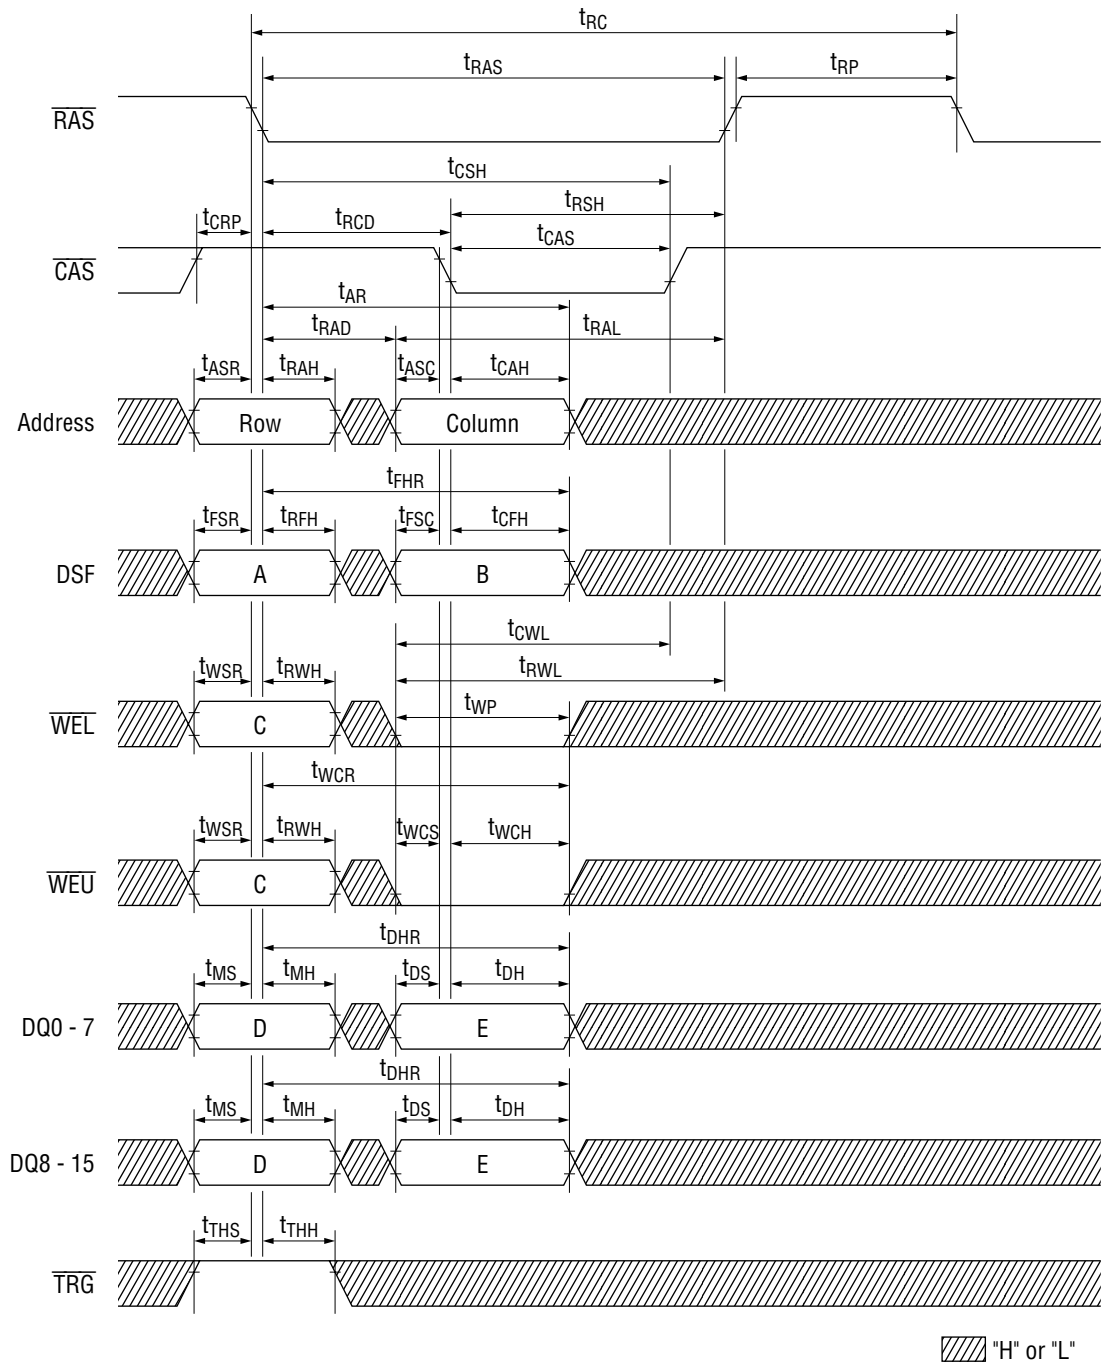 tRC
tRAS tRP
RAS
tCSH
tRSH
tCRP tRCD
tCAS
CAS
tAR
tRAD tRAL
tASR tRAH tASC tCAH
Address Row Column
tFHR
tFSR tRFH tFSC tCFH
DSF A B
tCWL
tWSR tRWH tRWL
tWP
WEL C
tWCR
tWSR tRWH tWCS tWCH
WEU C
tDHR
tMS tMH tDS tDH
DQ0 - 7 D E
tDHR
tMS tMH tDS tDH
DQ8 - 15 D E
tTHS tTHH
TRG
"H" or "L"